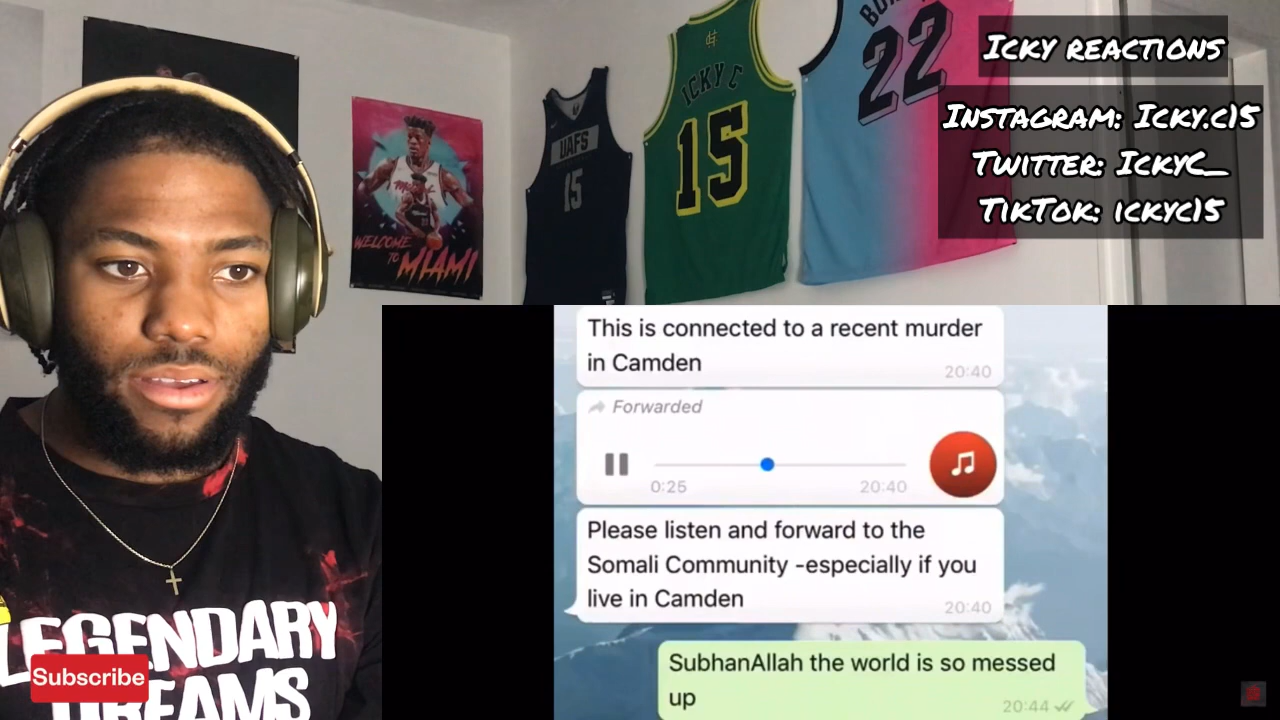 Icky reactions
Instagram: Icky.c15
Twitter: IckyC_
TikTok: ickyc15
WELCOME
TO
MIAMI
UAFS
15
ICKY C
15
22
This is connected to a recent murder
in Camden
20:40
Forwarded
0:25
20:40
Please listen and forward to the
Somali Community -especially if you
live in Camden
20:40
SubhanAllah the world is so messed
up
20:44
LEGENDARY
DREAMS
Subscribe